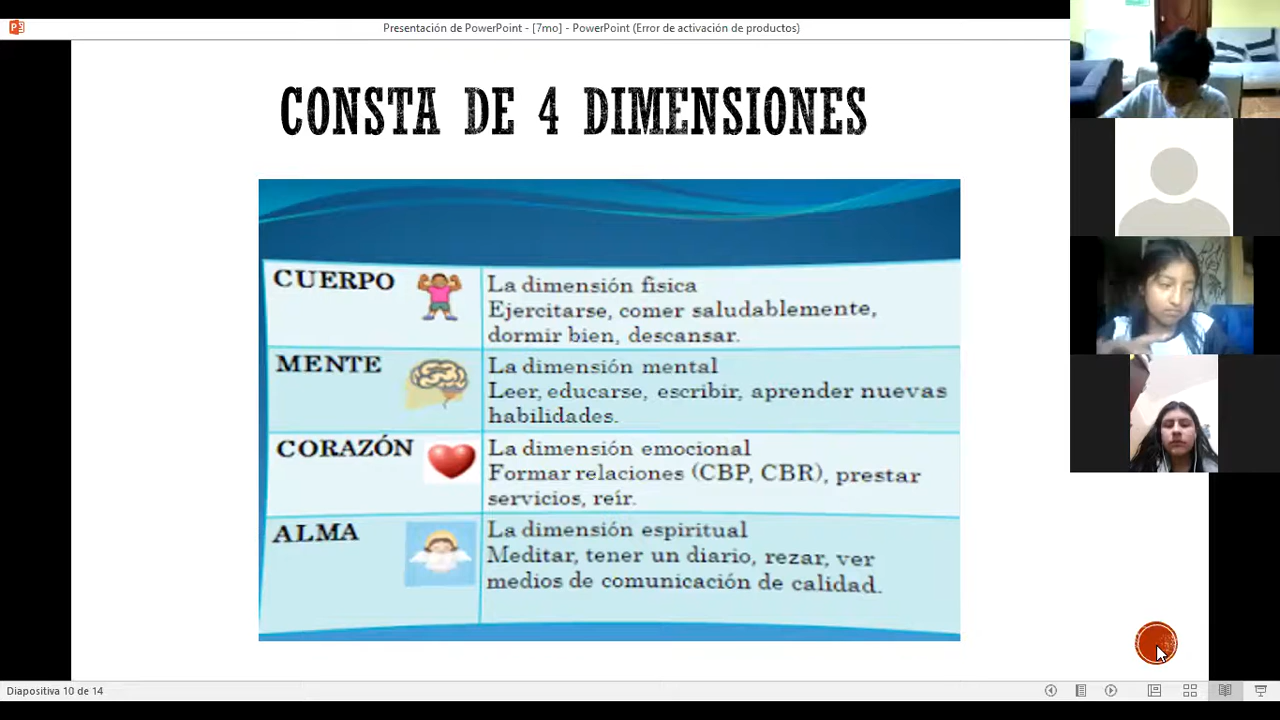 Presentación de PowerPoint - [7mo] - PowerPoint (Error de activación de productos)
CONSTA DE 4 DIMENSIONES
CUERPO
La dimensión física
Ejercitarse, comer saludablemente,
dormir bien, descansar.
MENTE
La dimensión mental
Leer, educarse, escribir, aprender nuevas
habilidades.
CORAZÓN
La dimensión emocional
Formar relaciones (CBP, CBR), prestar
servicios, reír.
ALMA
La dimensión espiritual
Meditar, tener un diario, rezar, ver
medios de comunicación de calidad.
Diapositiva 10 de 14